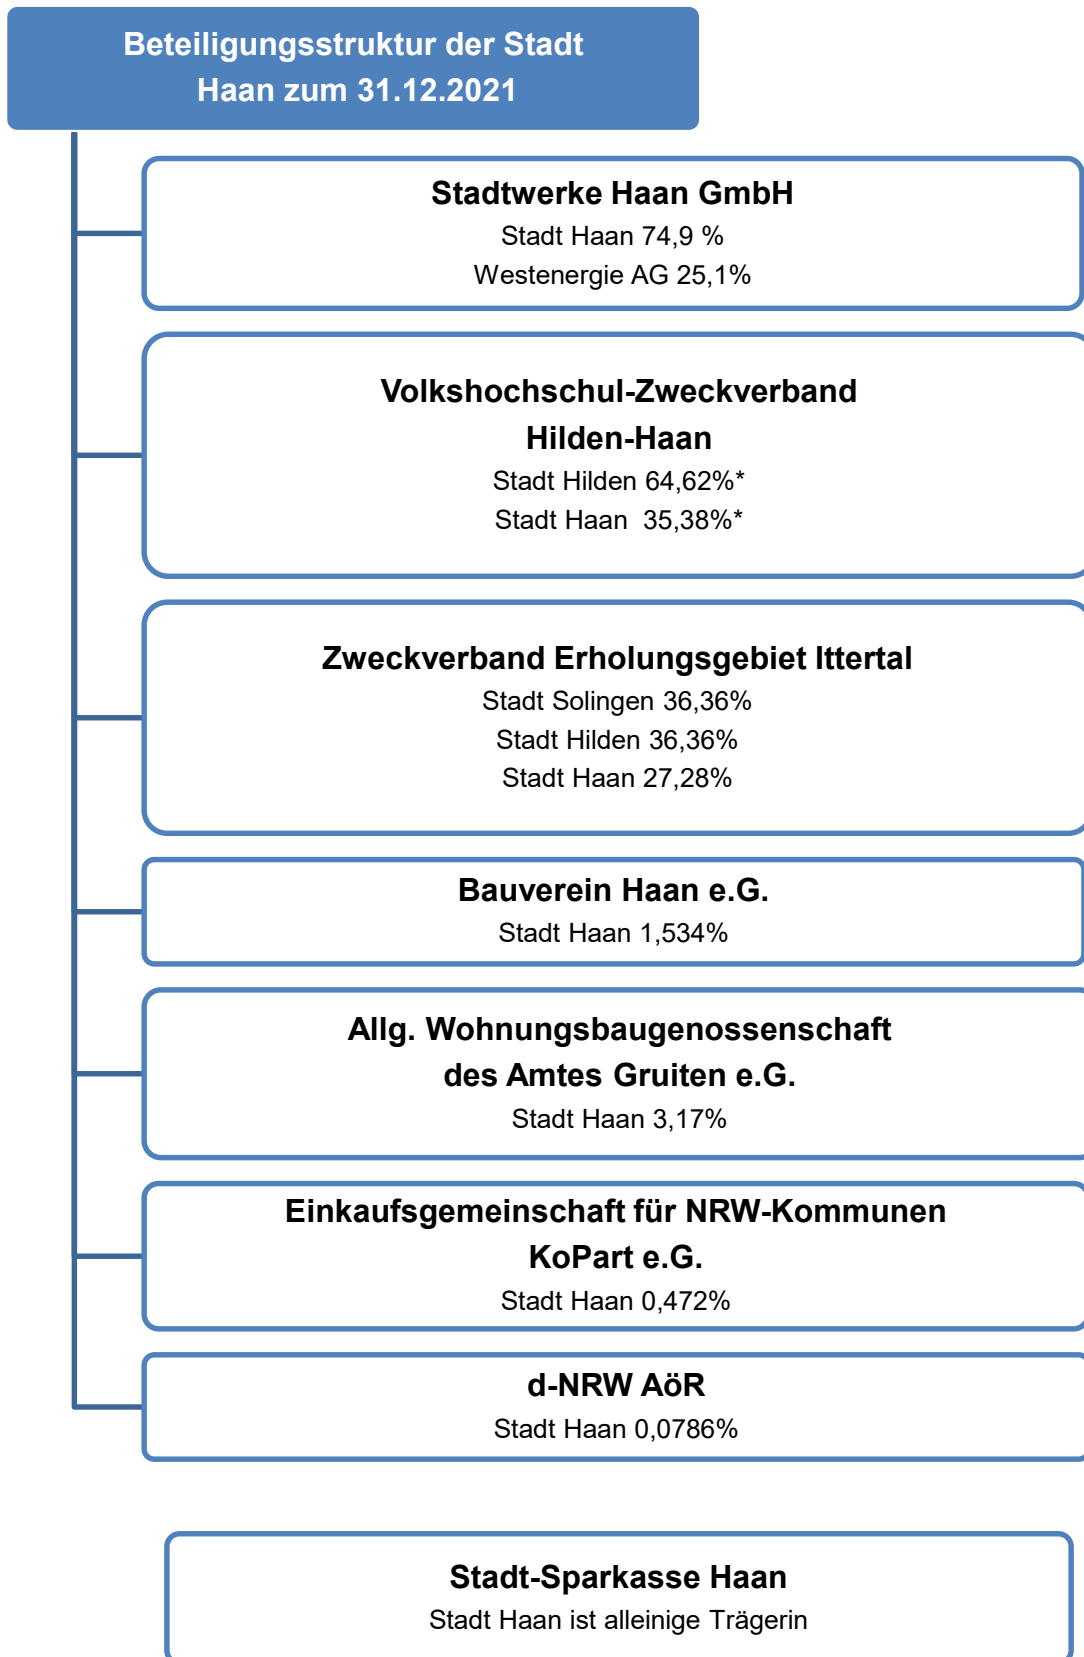 Beteiligungsstruktur der Stadt
Haan zum 31.12.2021
Stadtwerke Haan GmbH
Stadt Haan 74,9 %
Westenergie AG 25,1%
Volkshochschul-Zweckverband
Hilden-Haan
Stadt Hilden 64,62%*
Stadt Haan  35,38%*
Zweckverband Erholungsgebiet Ittertal
Stadt Solingen 36,36%
Stadt Hilden 36,36%
Stadt Haan 27,28%
Bauverein Haan e.G.
Stadt Haan 1,534%
Allg. Wohnungsbaugenossenschaft
des Amtes Gruiten e.G.
Stadt Haan 3,17%
Einkaufsgemeinschaft für NRW-Kommunen
KoPart e.G.
Stadt Haan 0,472%
d-NRW AöR
Stadt Haan 0,0786%
Stadt-Sparkasse Haan
Stadt Haan ist alleinige Trägerin